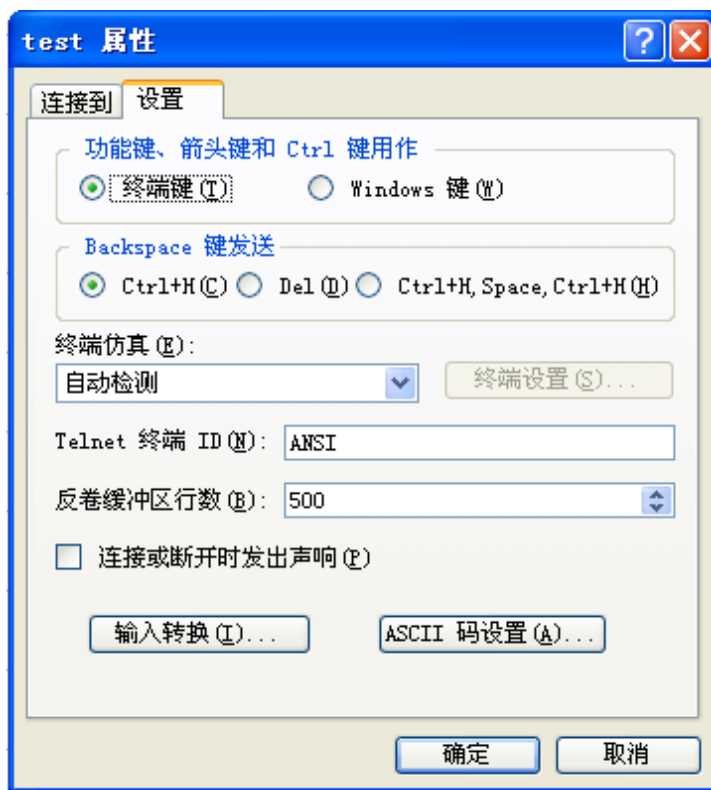 test 属性
连接到 设置
功能键、箭头键和 Ctrl 键用作
终端键(T) Windows 键(W)
Backspace 键发送
Ctrl+H(C) Del(D) Ctrl+H,Space,Ctrl+H(H)
终端仿真(E):
自动检测 终端设置(S)...
Telnet 终端 ID(N): ANSI
反卷缓冲区行数(B): 500
连接或断开时发出声响(P)
输入转换(I)... ASCII 码设置(A)...
确定 取消